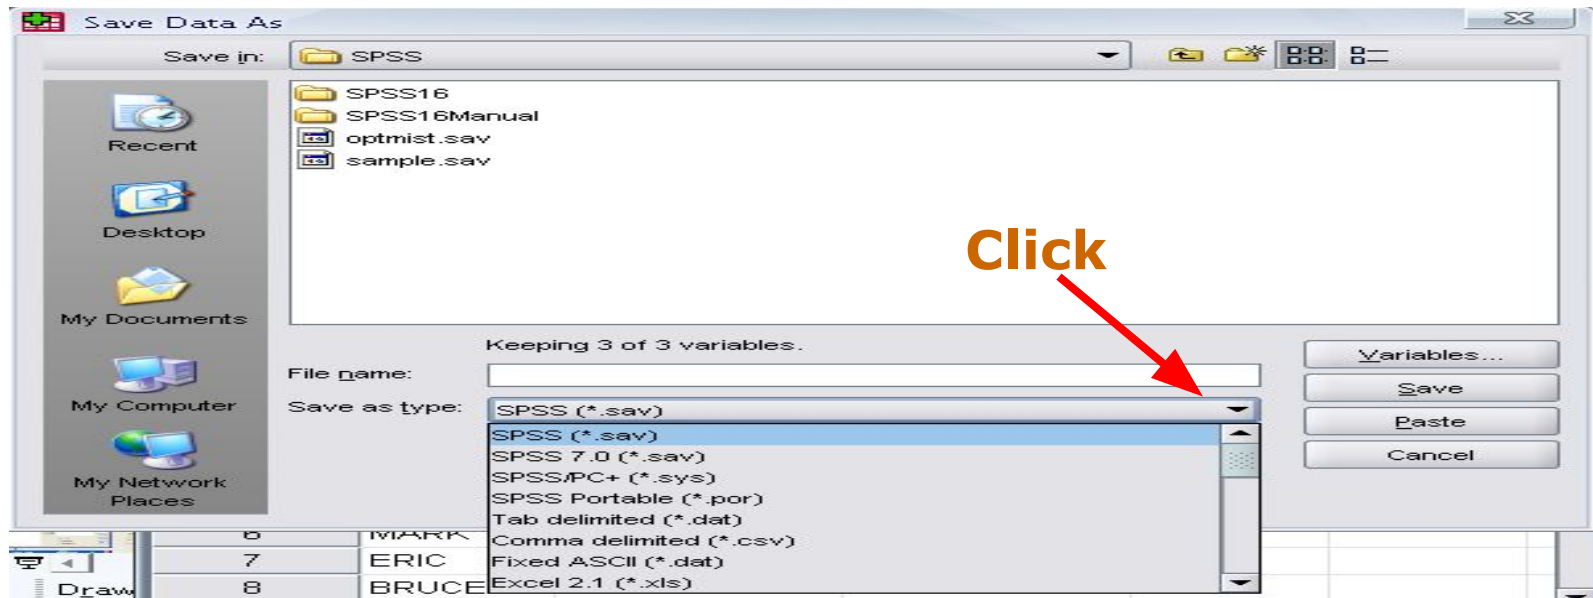 Save Data As
Save in: SPSS
SPSS16
SPSS16Manual
optmist.sav
sample.sav
Recent
Desktop
My Documents
My Computer
My Network
Places
Click
Keeping 3 of 3 variables.
File name:
Save as type: SPSS (*.sav)
SPSS (*.sav)
SPSS 7.0 (*.sav)
SPSS/PC+ (*.sys)
SPSS Portable (*.por)
Tab delimited (*.dat)
Comma delimited (*.csv)
Fixed ASCII (*.dat)
Excel 2.1 (*.xls)
Variables...
Save
Paste
Cancel
6 MARK
7 ERIC
8 BRUCE
Draw